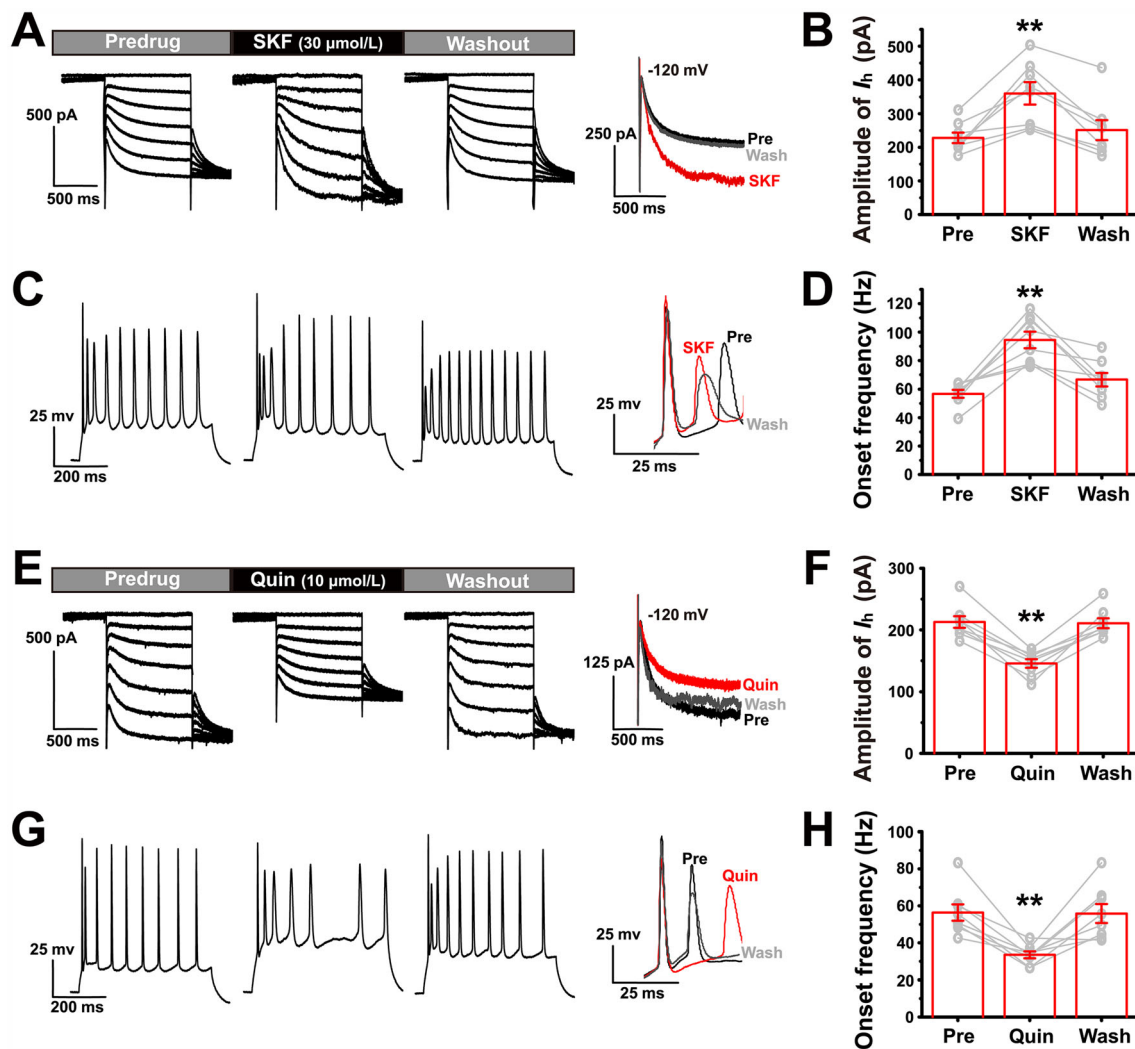 A
Predrug SKF (30 μmol/L) Washout
500 pA
500 ms
-120 mV
250 pA
Pre
Wash
SKF
500 ms
B
Amplitude of Ih (pA)
500
400
300
200
100
0
**
Pre SKF Wash
C
25 mv
200 ms
SKF
Pre
25 mv
Wash
25 ms
D
Onset frequency (Hz)
120
100
80
60
40
20
0
**
Pre SKF Wash
E
Predrug Quin (10 μmol/L) Washout
500 pA
500 ms
-120 mV
125 pA
Quin
Wash
Pre
500 ms
F
Amplitude of Ih (pA)
300
200
100
0
**
Pre Quin Wash
G
25 mv
200 ms
Pre
Quin
25 mv
Wash
25 ms
H
Onset frequency (Hz)
100
80
60
40
20
0
**
Pre Quin Wash